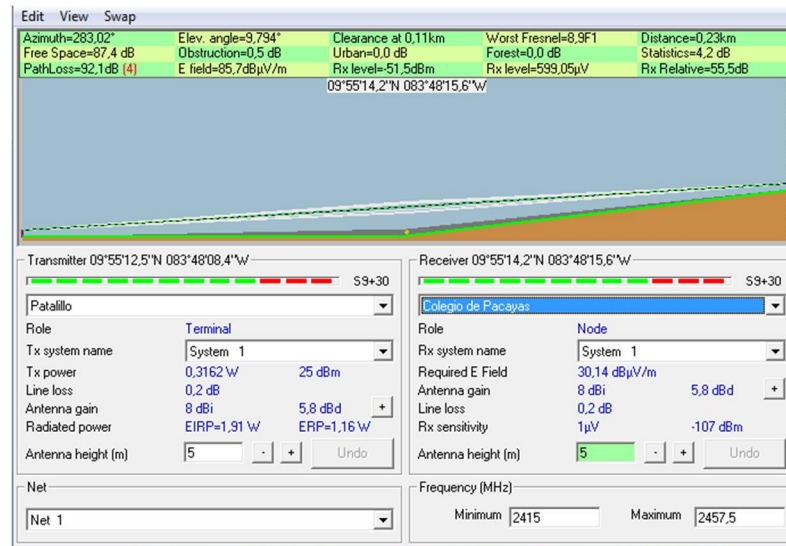 Edit View Swap
Azimuth=283,02° Elev. angle=9,794° Clearance at 0,11km Worst Fresnel=8,9F1 Distance=0,23km
Free Space=87,4 dB Obstruction=0,5 dB Urban=0,0 dB Forest=0,0 dB Statistics=4,2 dB
PathLoss=92,1dB (4) E field=85,7dBµV/m Rx level=-51,5dBm Rx level=599,05µV Rx Relative=55,5dB
09°55'14,2"N 083°48'15,6"W
Transmitter 09°55'12,5"N 083°48'08,4"W
S9+30
Patalillo
Role Terminal
Tx system name System 1
Tx power 0,3162 W 25 dBm
Line loss 0,2 dB
Antenna gain 8 dBi 5,8 dBd +
Radiated power EIRP=1,91 W ERP=1,16 W
Antenna height (m) 5 - + Undo
Net
Net 1
Receiver 09°55'14,2"N 083°48'15,6"W
S9+30
Colegio de Pacayas
Role Node
Rx system name System 1
Required E Field 30,14 dBµV/m
Antenna gain 8 dBi 5,8 dBd +
Line loss 0,2 dB
Rx sensitivity 1µV -107 dBm
Antenna height (m) 5 - + Undo
Frequency (MHz)
Minimum 2415 Maximum 2457,5